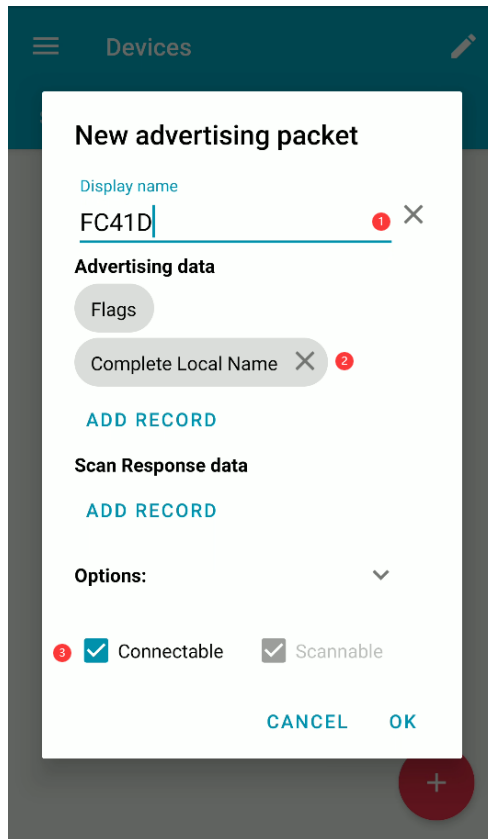 Devices
New advertising packet
Display name
FC41D
1
Advertising data
Flags
Complete Local Name
2
ADD RECORD
Scan Response data
ADD RECORD
Options:
3
Connectable
Scannable
CANCEL
OK